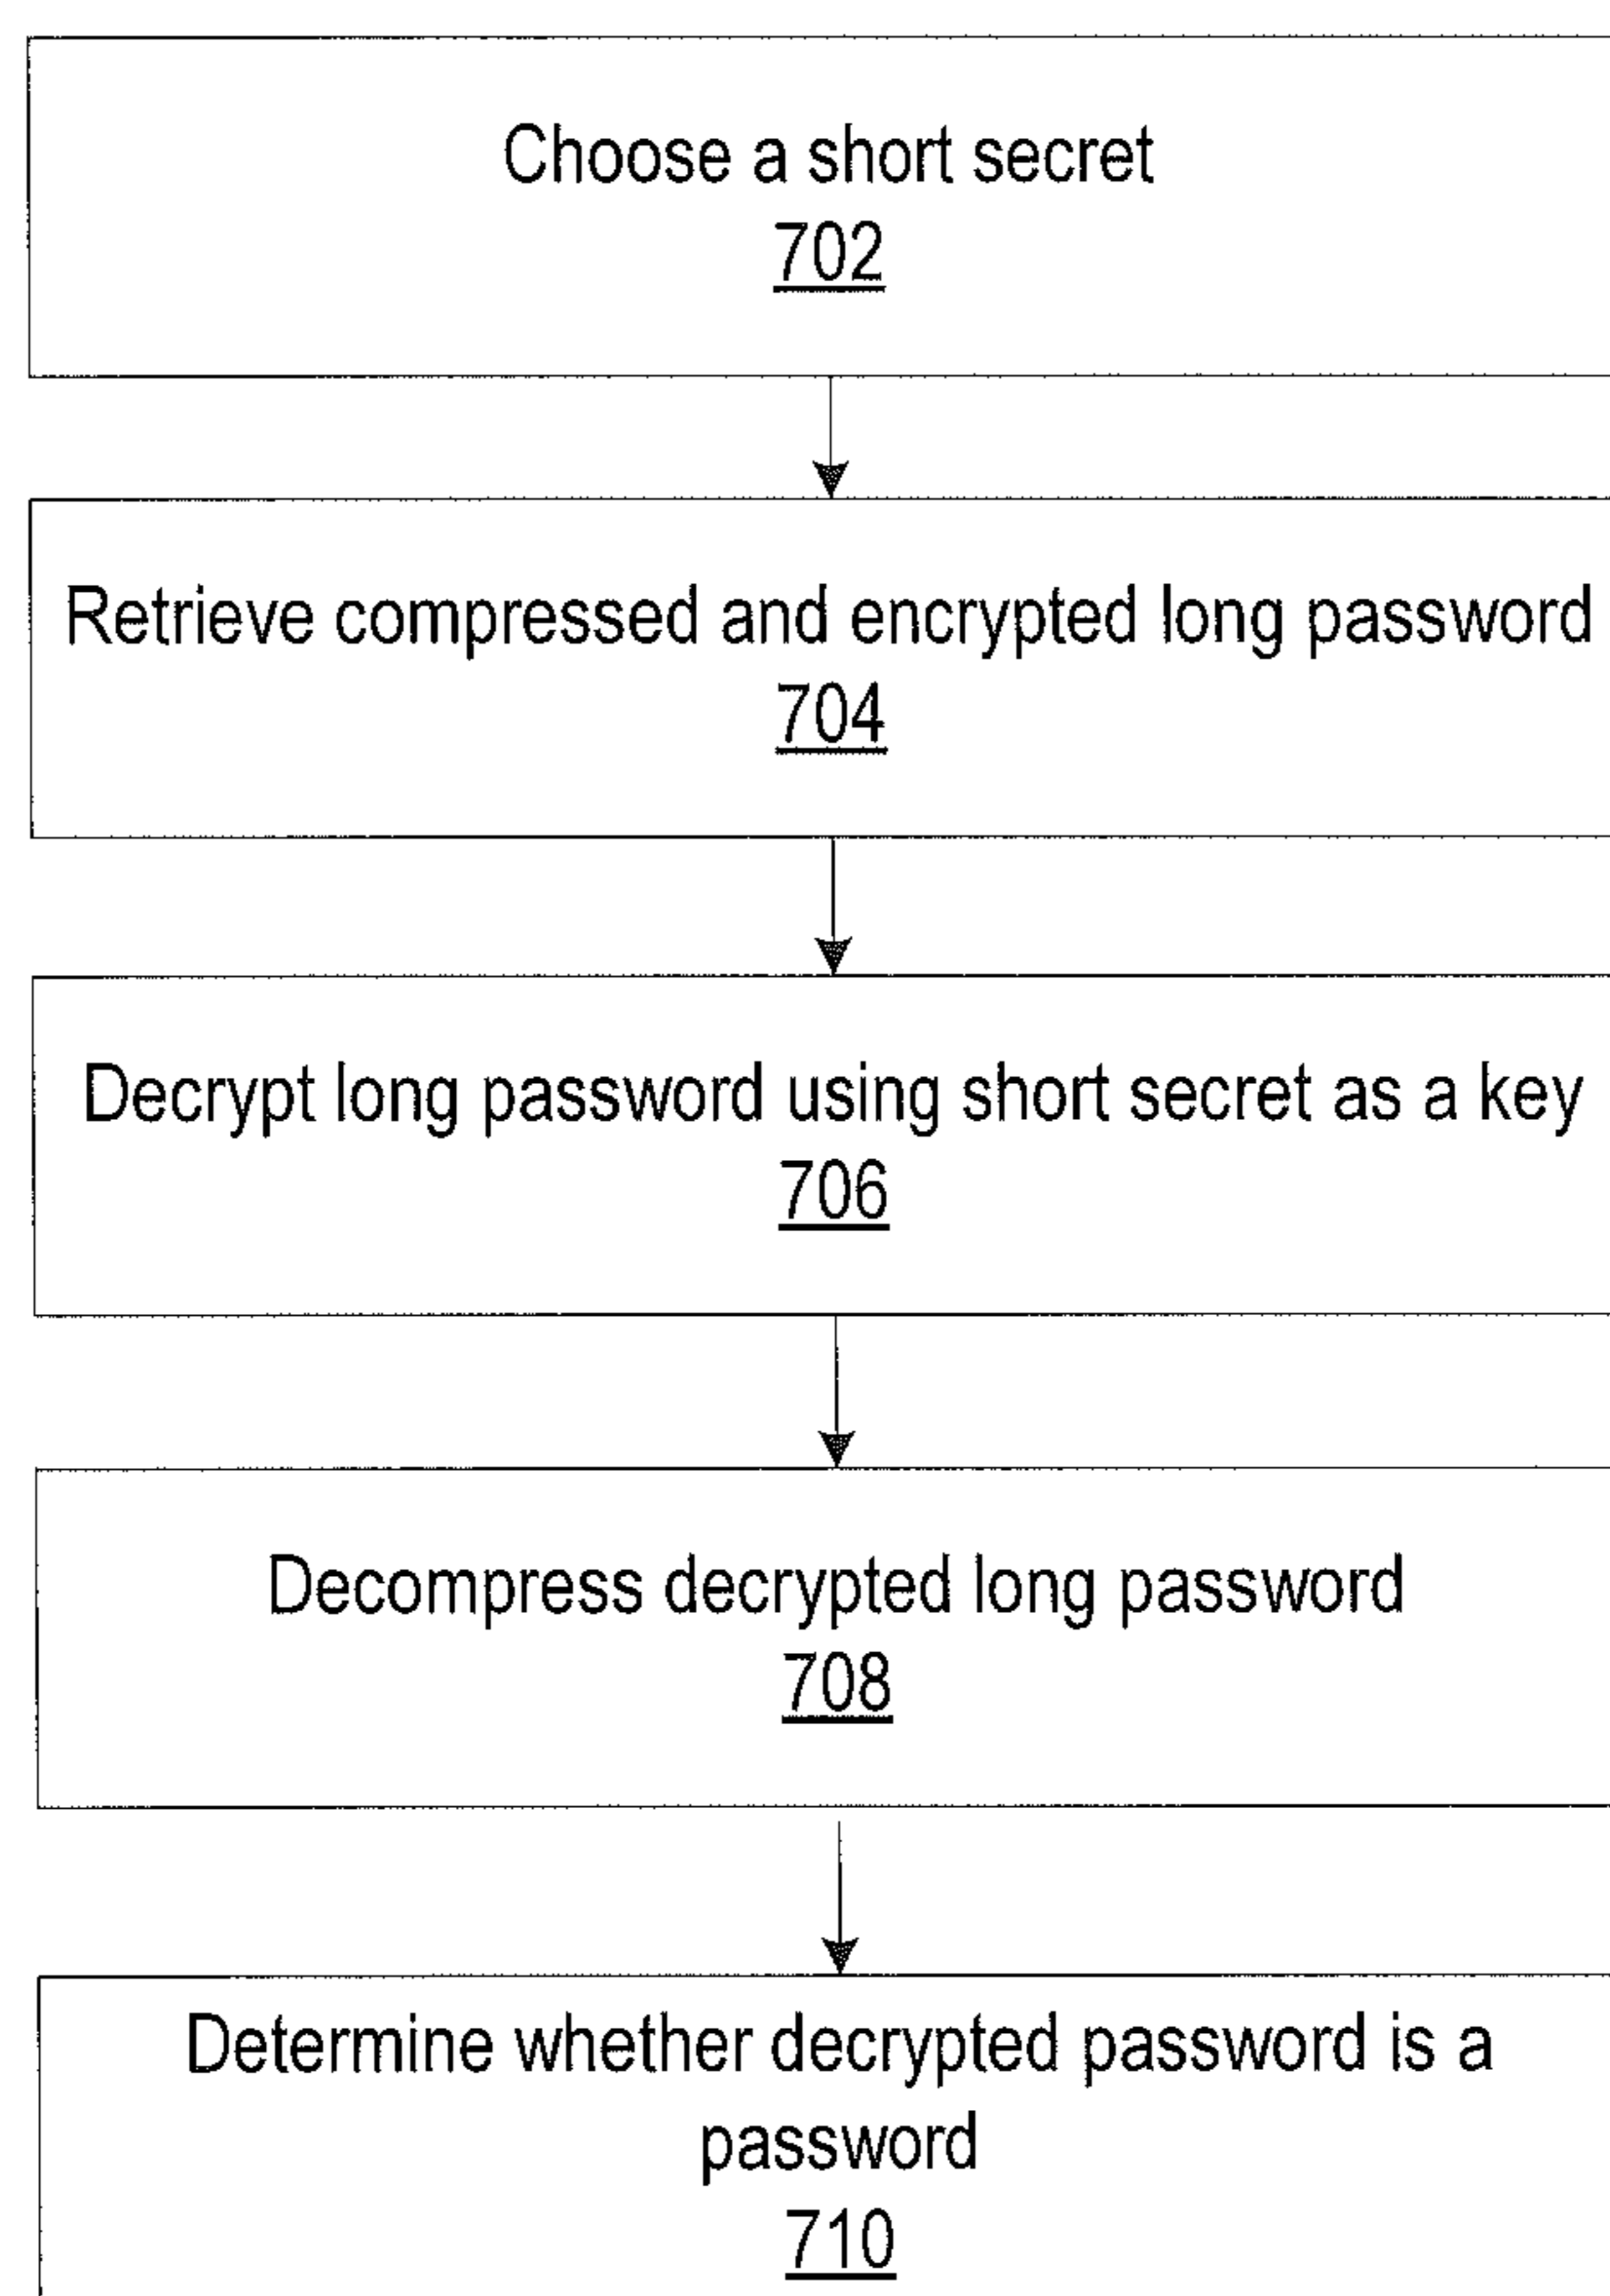 Choose a short secret
702
Retrieve compressed and encrypted long password
704
Decrypt long password using short secret as a key
706
Decompress decrypted long password
708
Determine whether decrypted password is a
password
710